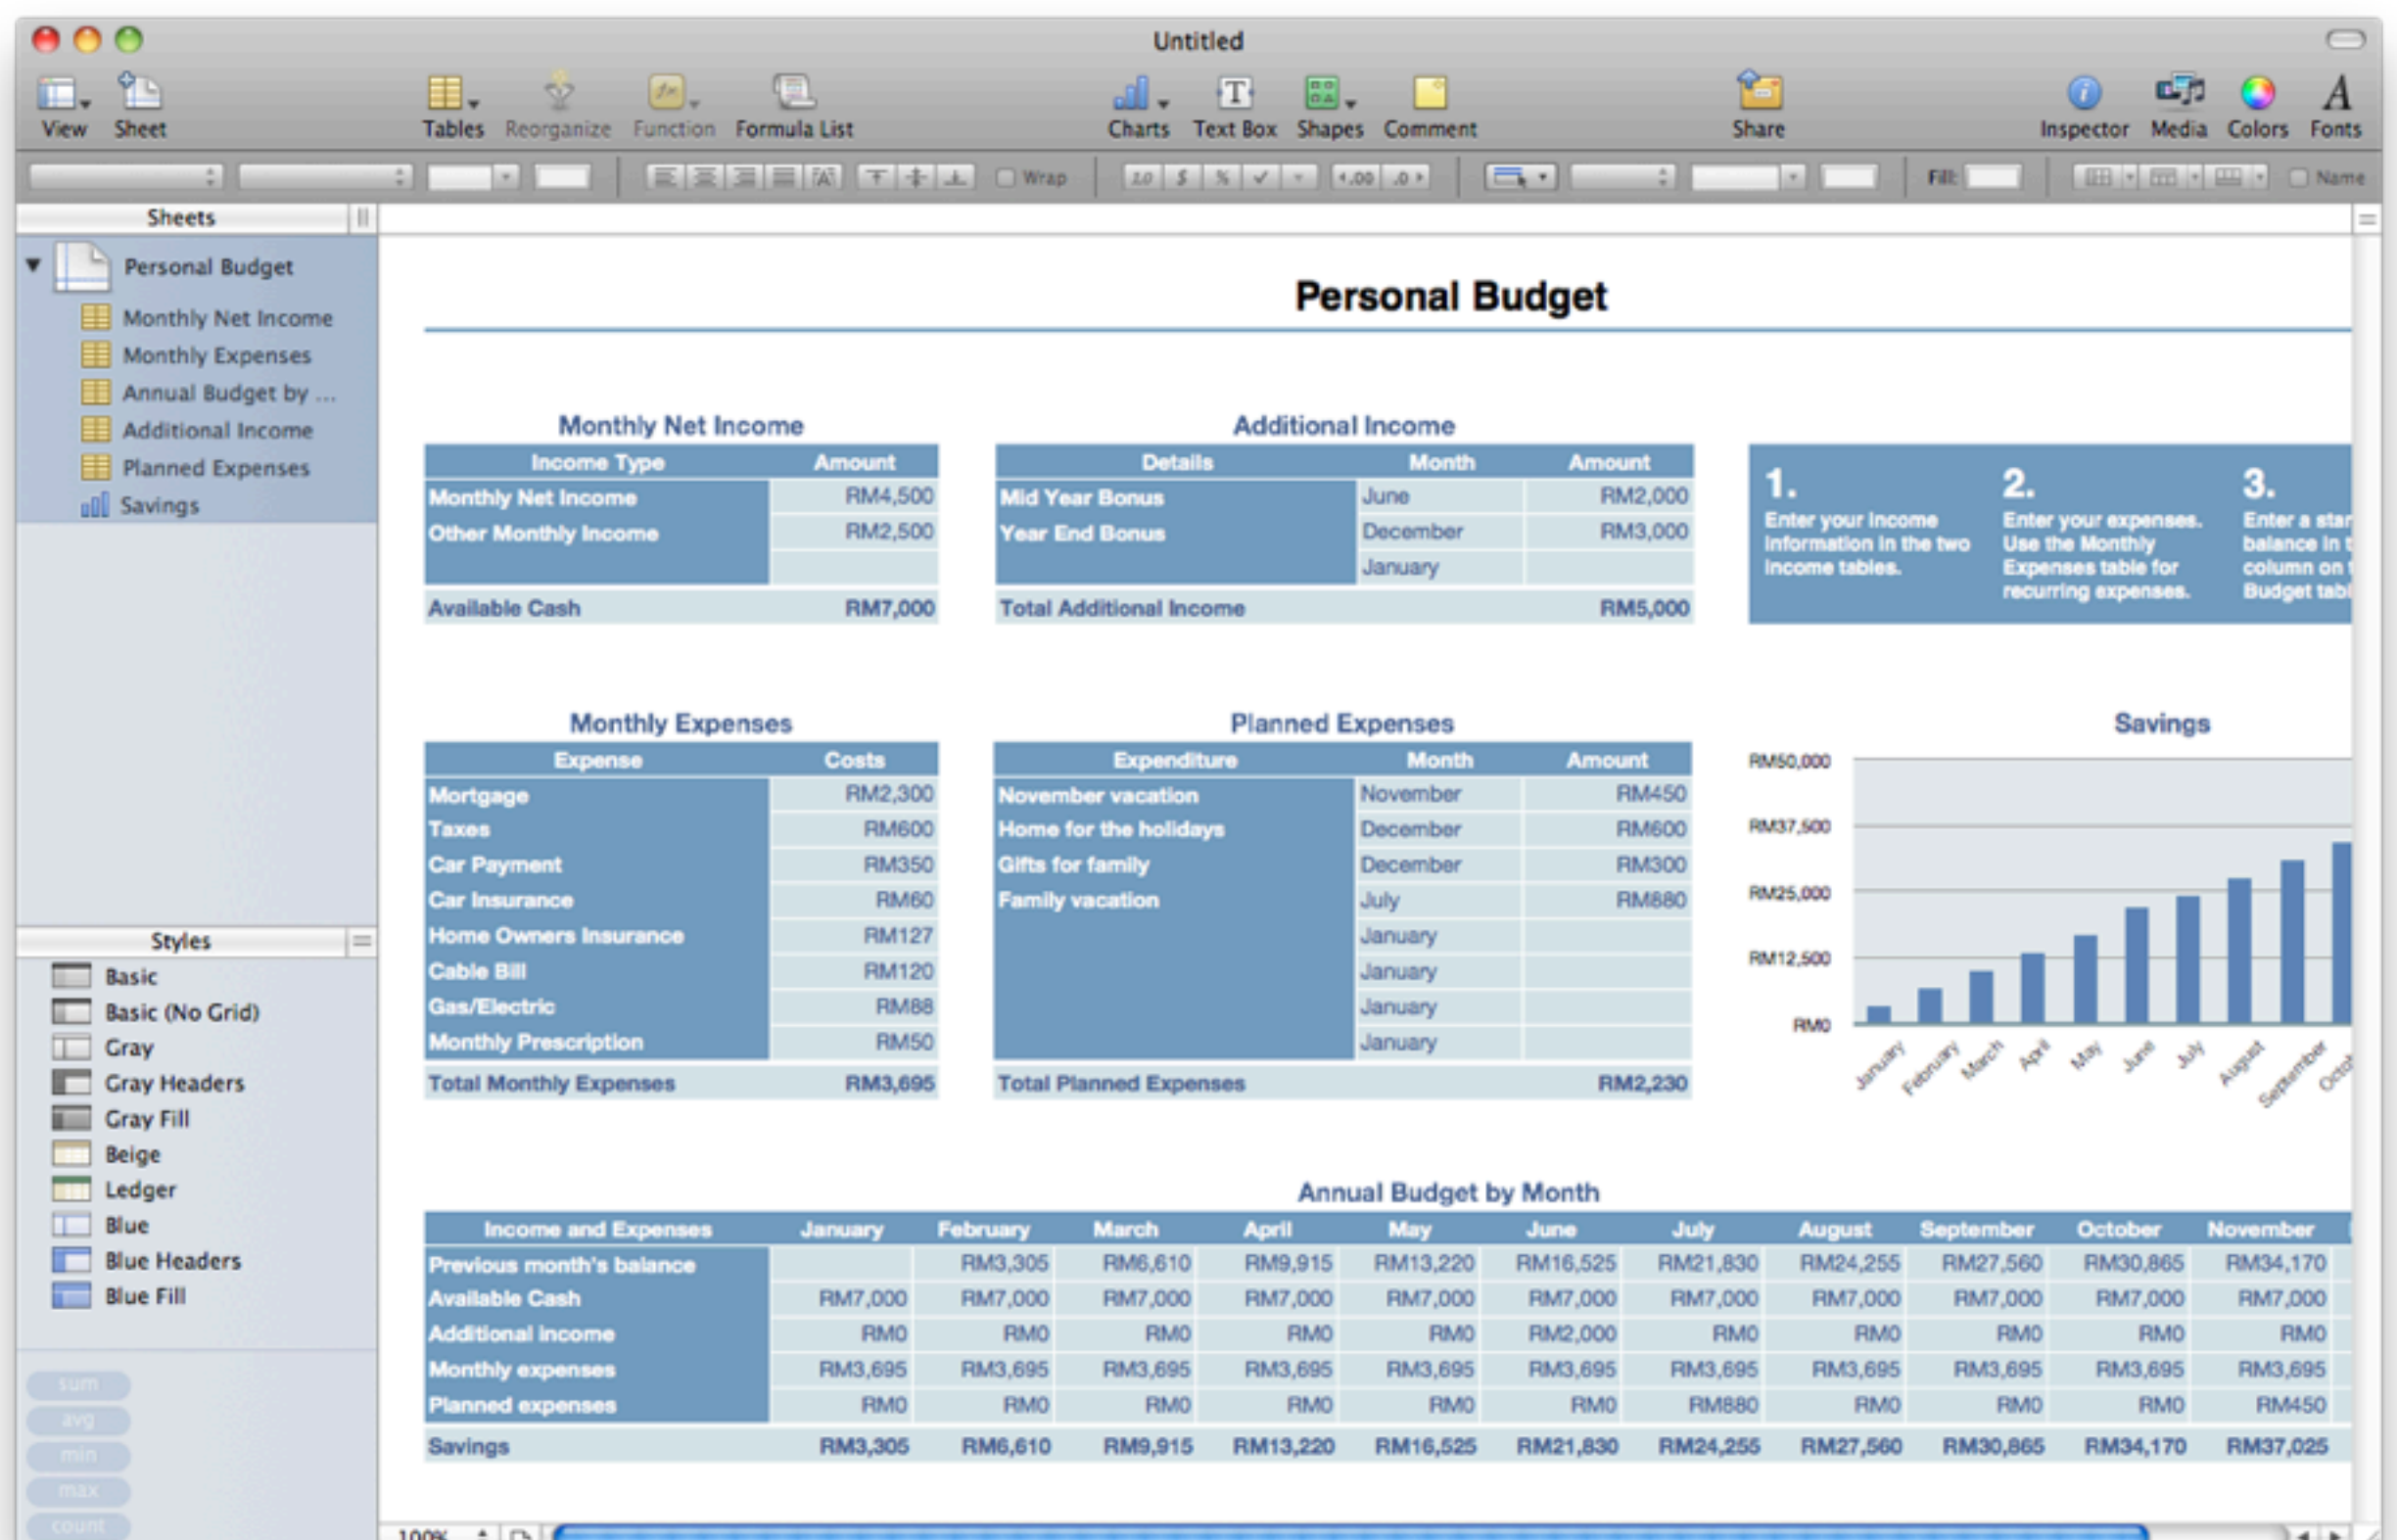 Untitled
View Sheet Tables Reorganize Function Formula List Charts Text Box Shapes Comment Share Inspector Media Colors Fonts
Wrap 1.0 $ % .00 .0 Fill: Name
Sheets
Personal Budget
Monthly Net Income
Monthly Expenses
Annual Budget by ...
Additional Income
Planned Expenses
Savings
Styles
Basic
Basic (No Grid)
Gray
Gray Headers
Gray Fill
Beige
Ledger
Blue
Blue Headers
Blue Fill
sum
avg
min
max
count
Personal Budget
Monthly Net Income
Income Type Amount
Monthly Net Income RM4,500
Other Monthly Income RM2,500
Available Cash RM7,000
Additional Income
Details Month Amount
Mid Year Bonus June RM2,000
Year End Bonus December RM3,000
January
Total Additional Income RM5,000
1.
Enter your income
information in the two
income tables.
2.
Enter your expenses.
Use the Monthly
Expenses table for
recurring expenses.
3.
Enter a star
balance in t
column on t
Budget tabl
Monthly Expenses
Expense Costs
Mortgage RM2,300
Taxes RM600
Car Payment RM350
Car Insurance RM60
Home Owners Insurance RM127
Cable Bill RM120
Gas/Electric RM88
Monthly Prescription RM50
Total Monthly Expenses RM3,695
Planned Expenses
Expenditure Month Amount
November vacation November RM450
Home for the holidays December RM600
Gifts for family December RM300
Family vacation July RM880
January
January
January
January
Total Planned Expenses RM2,230
Savings
RM50,000
RM37,500
RM25,000
RM12,500
RM0
January February March April May June July August September Octo
Annual Budget by Month
Income and Expenses January February March April May June July August September October November
Previous month's balance RM3,305 RM6,610 RM9,915 RM13,220 RM16,525 RM21,830 RM24,255 RM27,560 RM30,865 RM34,170
Available Cash RM7,000 RM7,000 RM7,000 RM7,000 RM7,000 RM7,000 RM7,000 RM7,000 RM7,000 RM7,000 RM7,000
Additional income RM0 RM0 RM0 RM0 RM0 RM2,000 RM0 RM0 RM0 RM0 RM0
Monthly expenses RM3,695 RM3,695 RM3,695 RM3,695 RM3,695 RM3,695 RM3,695 RM3,695 RM3,695 RM3,695 RM3,695
Planned expenses RM0 RM0 RM0 RM0 RM0 RM0 RM880 RM0 RM0 RM0 RM450
Savings RM3,305 RM6,610 RM9,915 RM13,220 RM16,525 RM21,830 RM24,255 RM27,560 RM30,865 RM34,170 RM37,025
100%